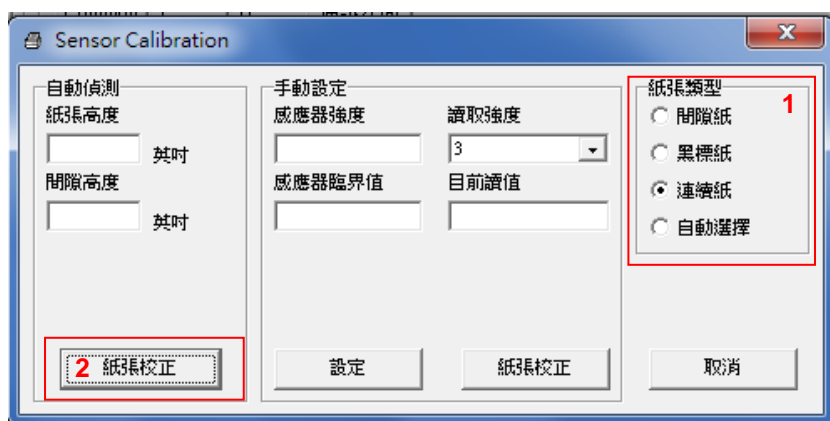 Sensor Calibration
自動偵測
紙張高度
英吋
間隙高度
英吋
2 紙張校正
手動設定
感應器強度 讀取強度
3
感應器臨界值 目前讀值
設定 紙張校正
紙張類型 1
間隙紙
黑標紙
連續紙
自動選擇
取消